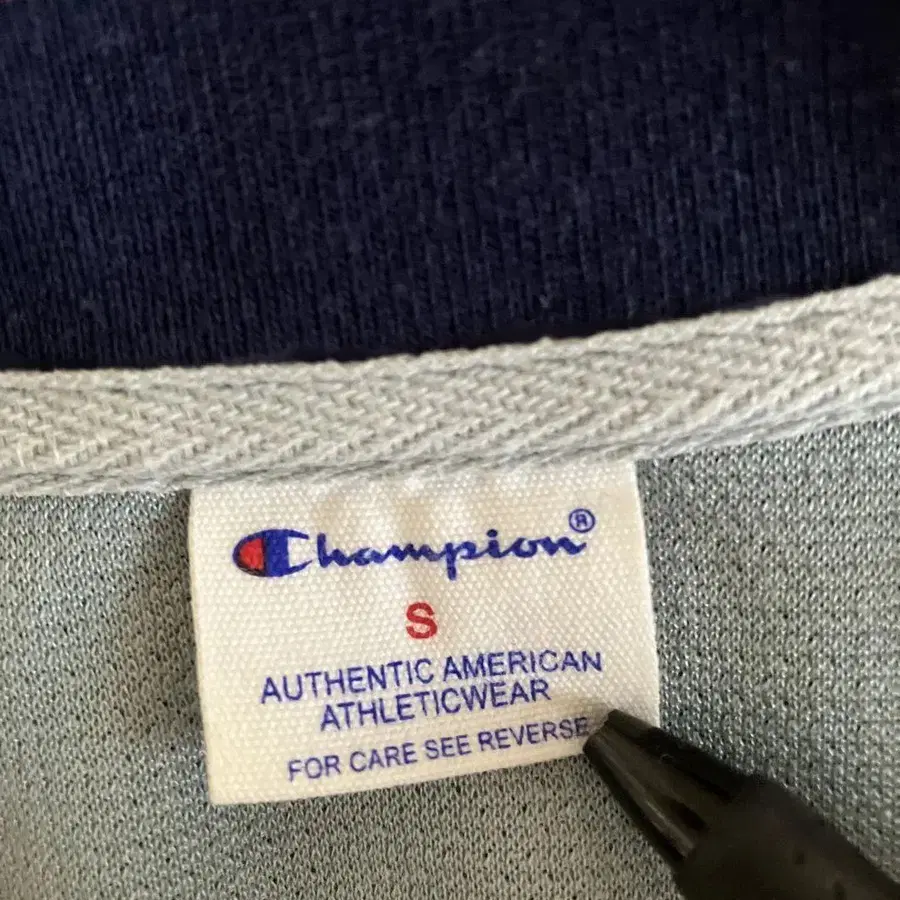 Champion®
S
AUTHENTIC AMERICAN
ATHLETICWEAR
FOR CARE SEE REVERSE